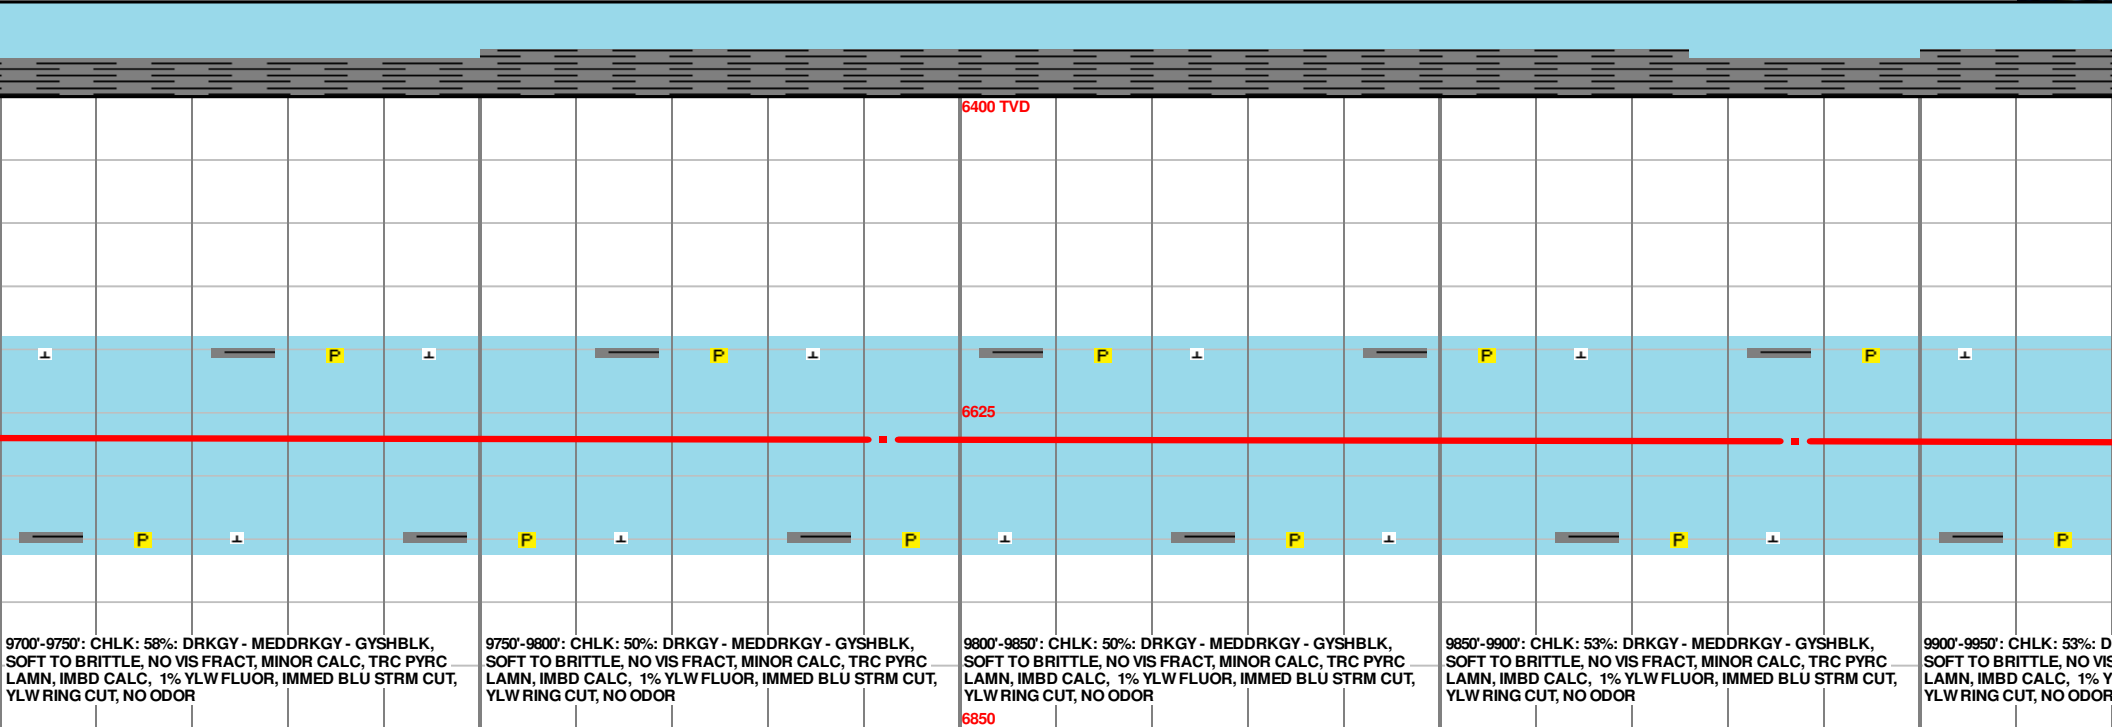 6400 TVD
P
P
P
P
P
6625
P
P
P
P
P
P
9700'-9750': CHLK: 58%: DRKGY - MEDDRKGY - GYSHBLK,
SOFT TO BRITTLE, NO VIS FRACT, MINOR CALC, TRC PYRC
LAMN, IMBD CALC, 1% YLW FLUOR, IMMED BLU STRM CUT,
YLW RING CUT, NO ODOR
9750'-9800': CHLK: 50%: DRKGY - MEDDRKGY - GYSHBLK,
SOFT TO BRITTLE, NO VIS FRACT, MINOR CALC, TRC PYRC
LAMN, IMBD CALC, 1% YLW FLUOR, IMMED BLU STRM CUT,
YLW RING CUT, NO ODOR
9800'-9850': CHLK: 50%: DRKGY - MEDDRKGY - GYSHBLK,
SOFT TO BRITTLE, NO VIS FRACT, MINOR CALC, TRC PYRC
LAMN, IMBD CALC, 1% YLW FLUOR, IMMED BLU STRM CUT,
YLW RING CUT, NO ODOR
9850'-9900': CHLK: 53%: DRKGY - MEDDRKGY - GYSHBLK,
SOFT TO BRITTLE, NO VIS FRACT, MINOR CALC, TRC PYRC
LAMN, IMBD CALC, 1% YLW FLUOR, IMMED BLU STRM CUT,
YLW RING CUT, NO ODOR
9900'-9950': CHLK: 53%: D
SOFT TO BRITTLE, NO VIS
LAMN, IMBD CALC, 1% Y
YLW RING CUT, NO ODOR
6850